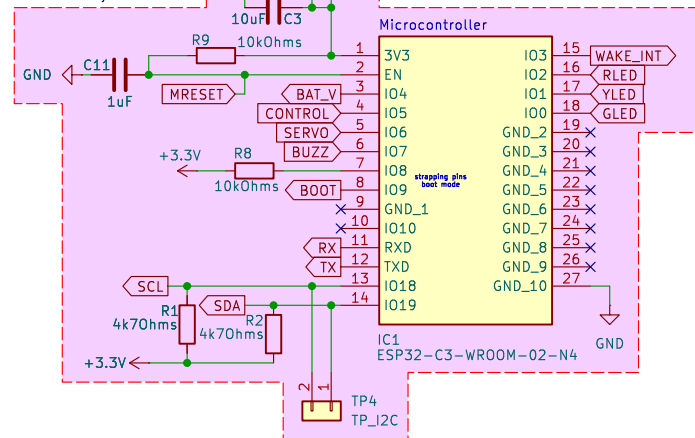 10uF C3
Microcontroller
R9
10kOhms
C11
GND
1uF
MRESET
BAT_V
CONTROL
SERVO
BUZZ
+3.3V
R8
10kOhms
BOOT
RX
TX
SCL
SDA
R1
4k7Ohms
R2
4k7Ohms
+3.3V
1 3V3
2 EN
3 IO4
4 IO5
5 IO6
6 IO7
7 IO8
8 IO9
9 GND_1
10 IO10
11 RXD
12 TXD
13 IO18
14 IO19
strapping pins
boot mode
IO3 15 WAKE_INT
IO2 16 RLED
IO1 17 YLED
IO0 18 GLED
GND_2 19
GND_3 20
GND_4 21
GND_5 22
GND_6 23
GND_7 24
GND_8 25
GND_9 26
GND_10 27
GND
IC1
ESP32-C3-WROOM-02-N4
2 1
TP4
TP_I2C